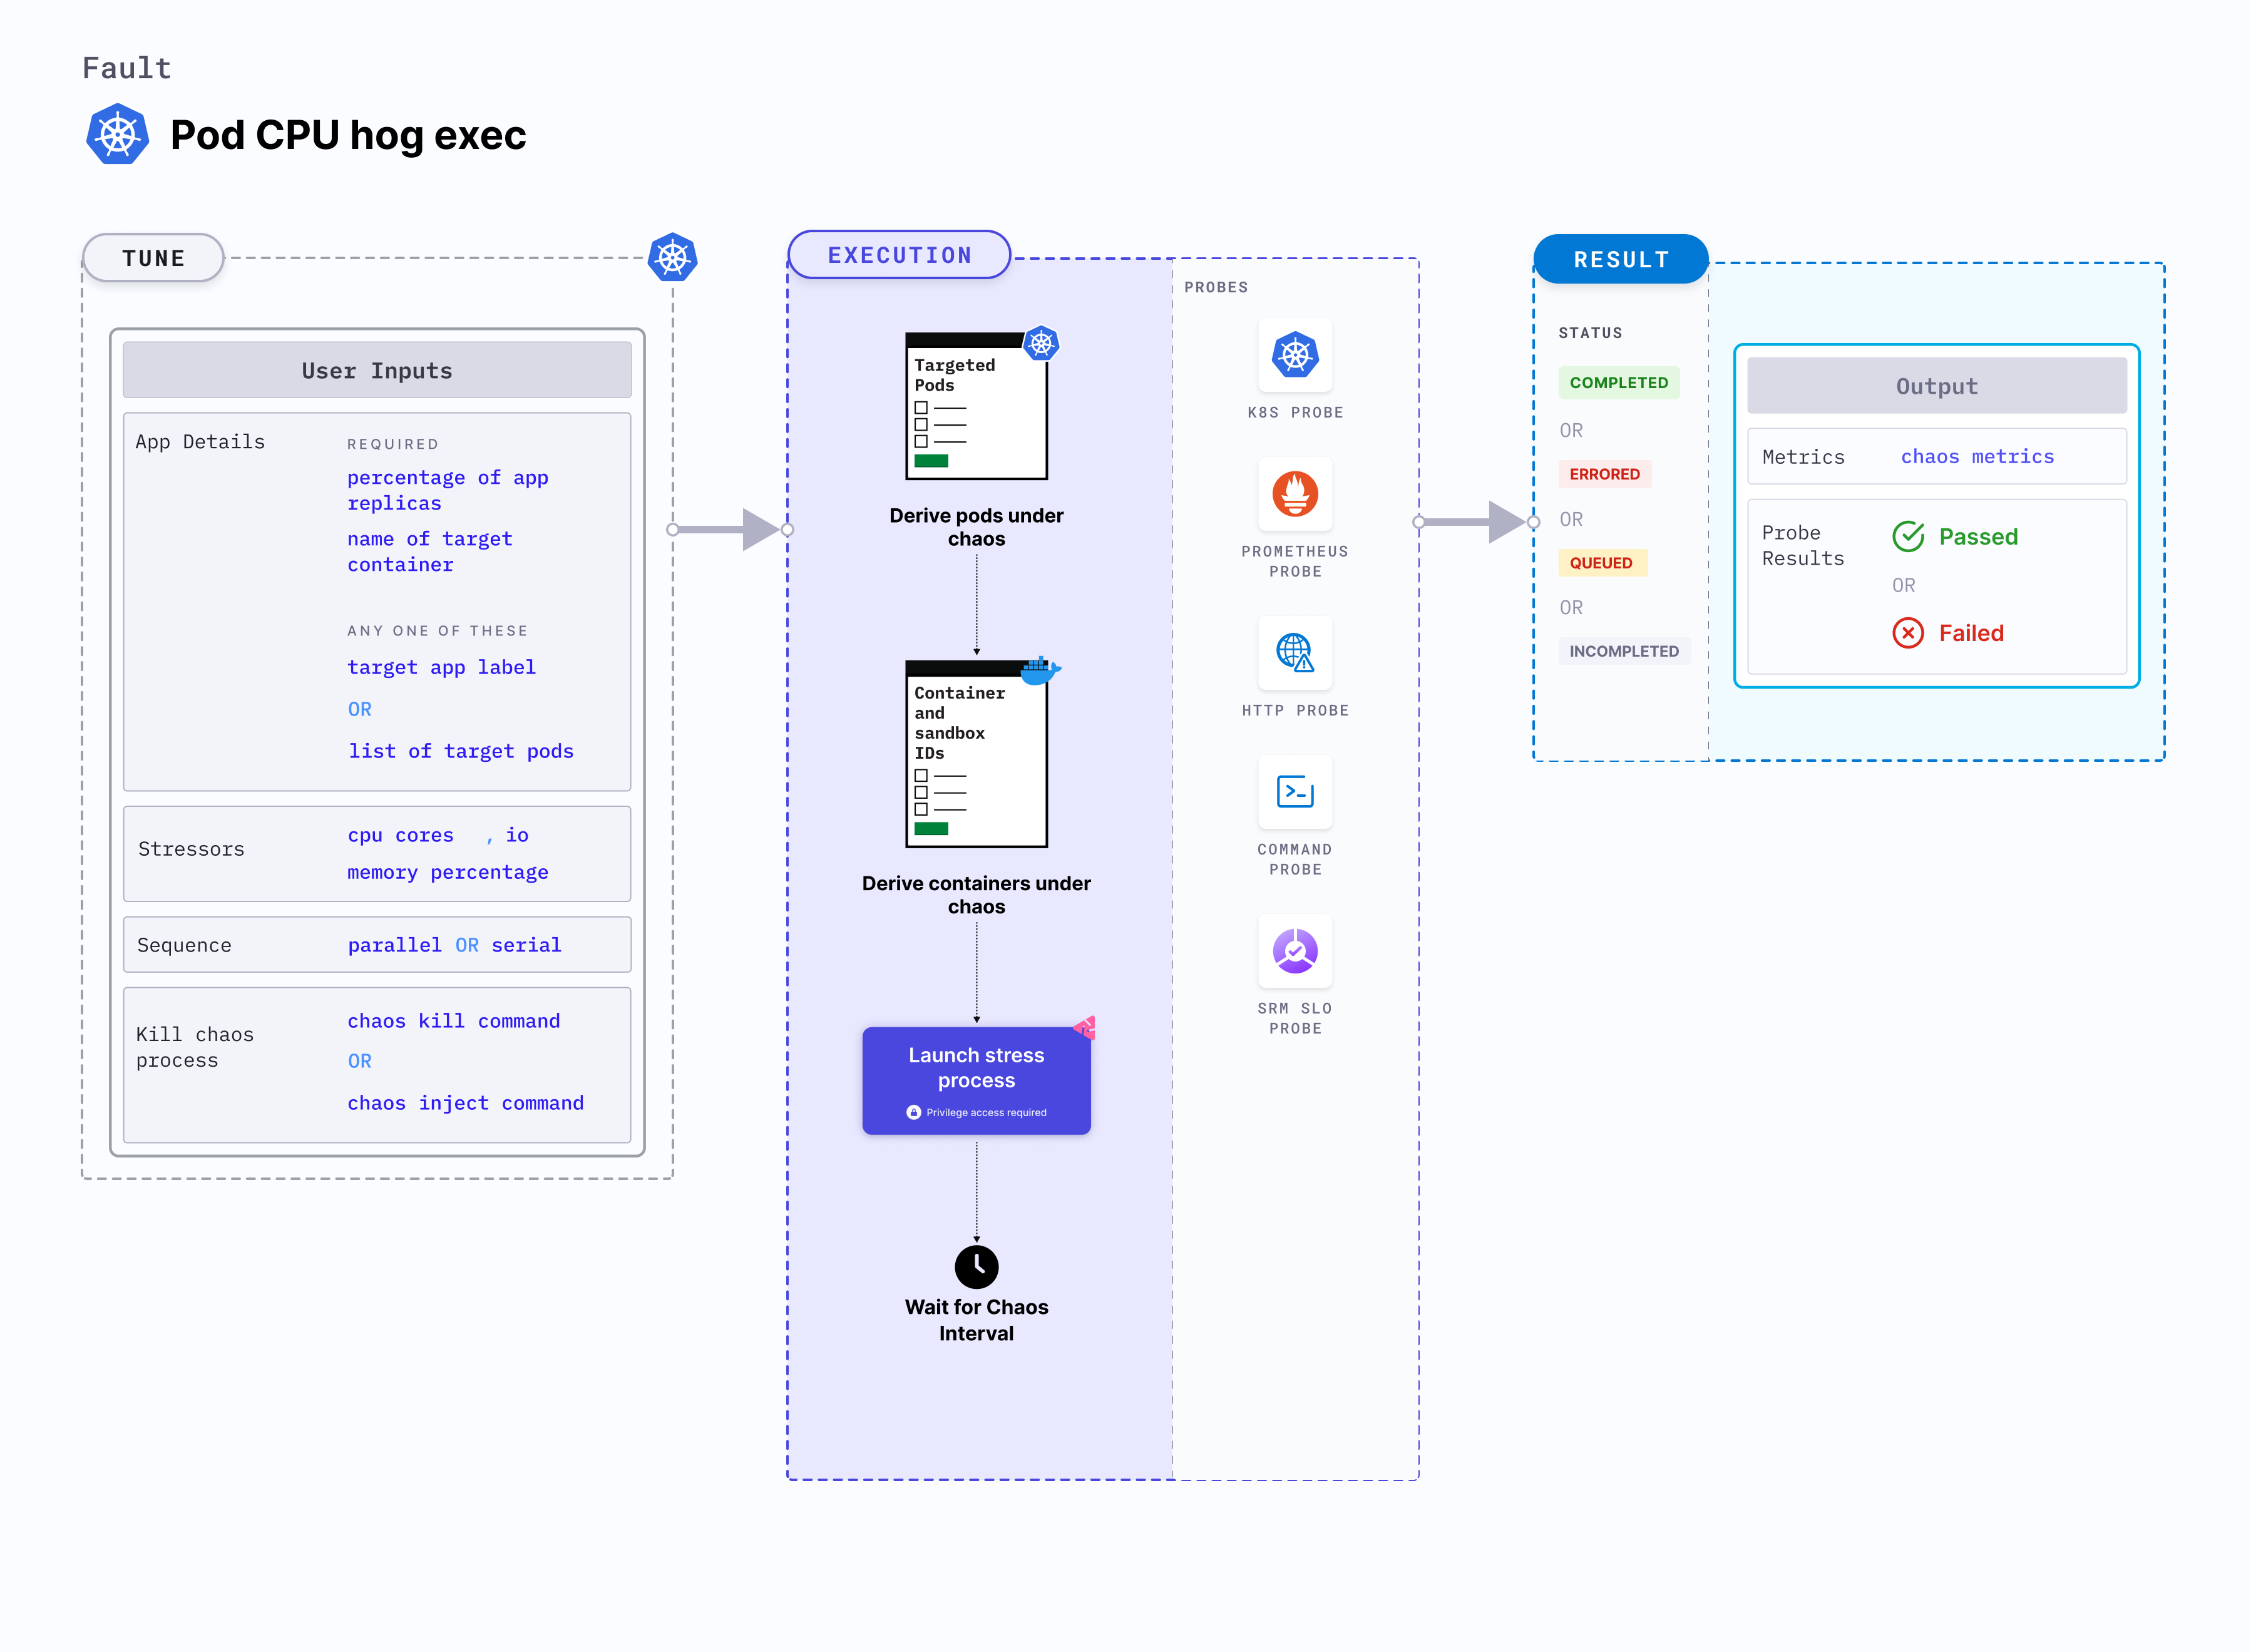 Fault
Pod CPU hog exec
TUNE
User Inputs
App Details
REQUIRED
percentage of app
replicas
name of target
container
ANY ONE OF THESE
target app label
OR
list of target pods
Stressors
cpu cores , io
memory percentage
Sequence
parallel OR serial
Kill chaos
process
chaos kill command
OR
chaos inject command
EXECUTION
Targeted
Pods
Derive pods under
chaos
Container
and
sandbox
IDs
Derive containers under
chaos
Launch stress
process
Privilege access required
Wait for Chaos
Interval
PROBES
K8S PROBE
PROMETHEUS
PROBE
HTTP PROBE
COMMAND
PROBE
SRM SLO
PROBE
RESULT
STATUS
COMPLETED
OR
ERRORED
OR
QUEUED
OR
INCOMPLETED
Output
Metrics
chaos metrics
Probe
Results
Passed
OR
Failed